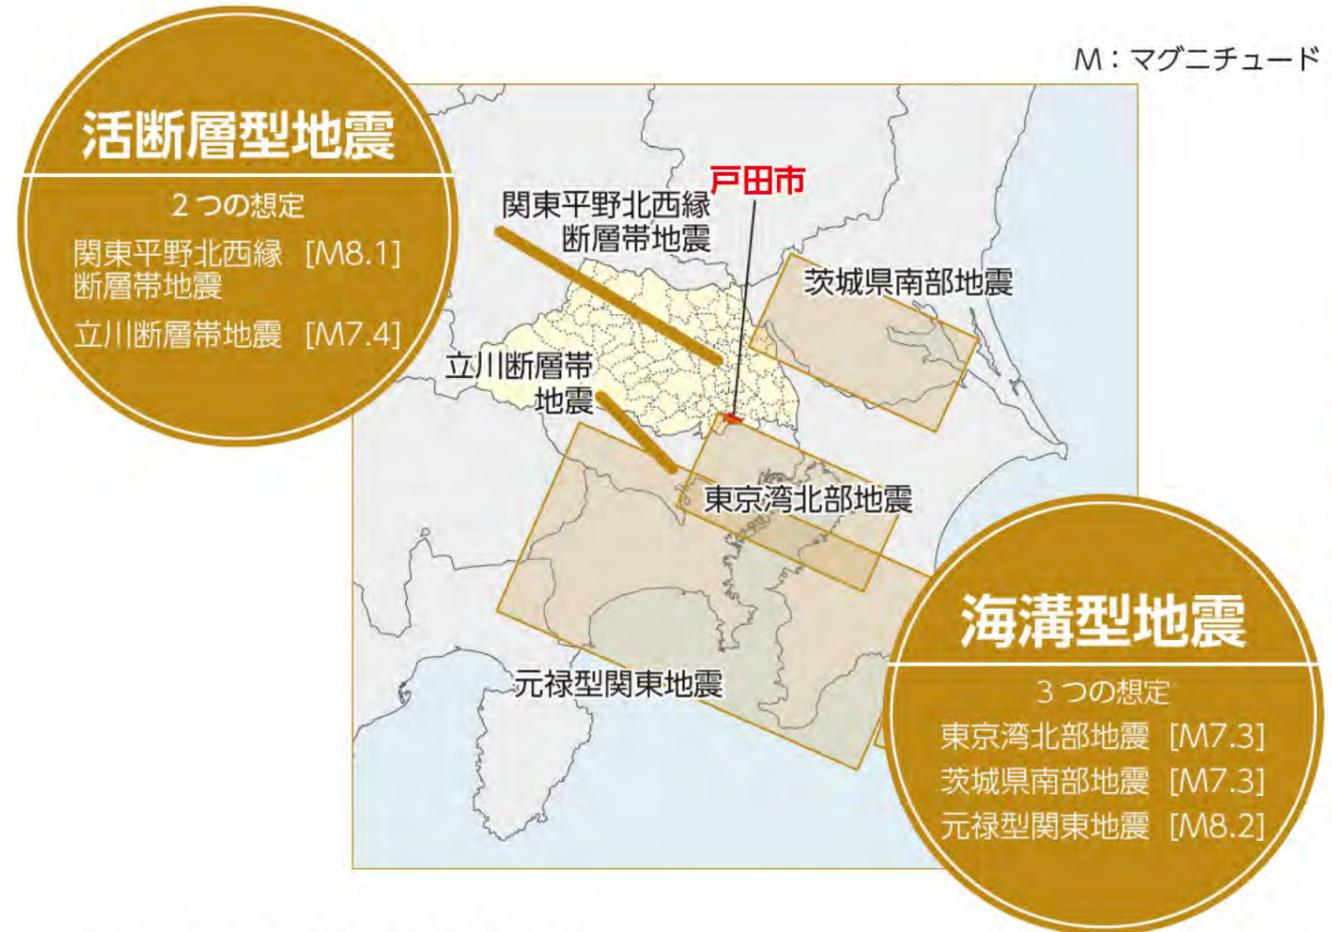 M：マグニチュード
活断層型地震
2つの想定
関東平野北西縁 [M8.1]
断層帯地震
立川断層帯地震 [M7.4]
戸田市
関東平野北西縁
断層帯地震
茨城県南部地震
立川断層帯
地震
東京湾北部地震
元禄型関東地震
海溝型地震
3つの想定
東京湾北部地震 [M7.3]
茨城県南部地震 [M7.3]
元禄型関東地震 [M8.2]